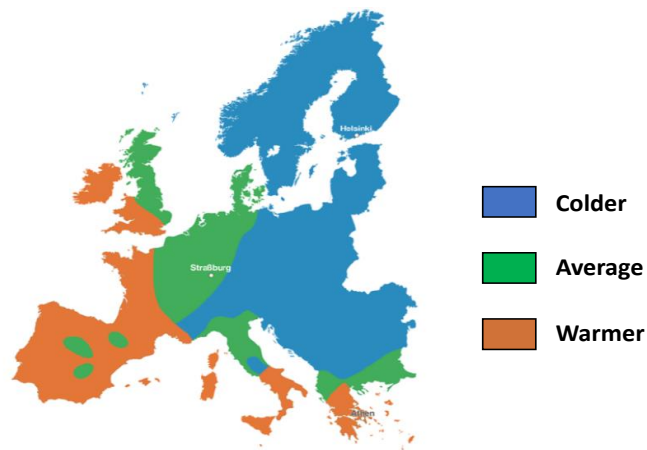 Helsinki
Colder
Average
Straßburg
Warmer
Athen